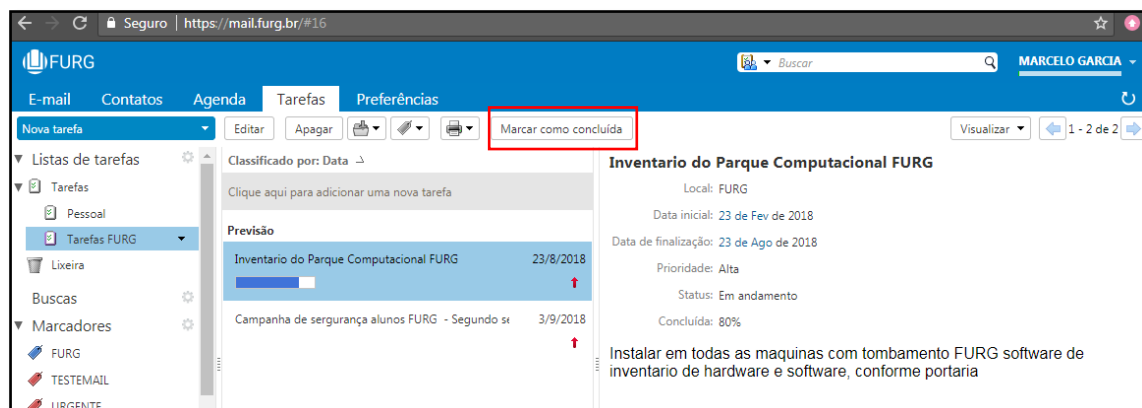 Seguro | https://mail.furg.br/#16
FURG
Buscar
MARCELO GARCIA
E-mail Contatos Agenda Tarefas Preferências
Nova tarefa Editar Apagar Marcar como concluída Visualizar 1 - 2 de 2
Listas de tarefas
Tarefas
Pessoal
Tarefas FURG
Lixeira
Buscas
Marcadores
FURG
TESTEMAIL
URGENTE
Classificado por: Data
Clique aqui para adicionar uma nova tarefa
Previsão
Inventario do Parque Computacional FURG 23/8/2018
Campanha de sergurança alunos FURG - Segundo se 3/9/2018
Inventario do Parque Computacional FURG
Local: FURG
Data inicial: 23 de Fev de 2018
Data de finalização: 23 de Ago de 2018
Prioridade: Alta
Status: Em andamento
Concluída: 80%
Instalar em todas as maquinas com tombamento FURG software de
inventario de hardware e software, conforme portaria